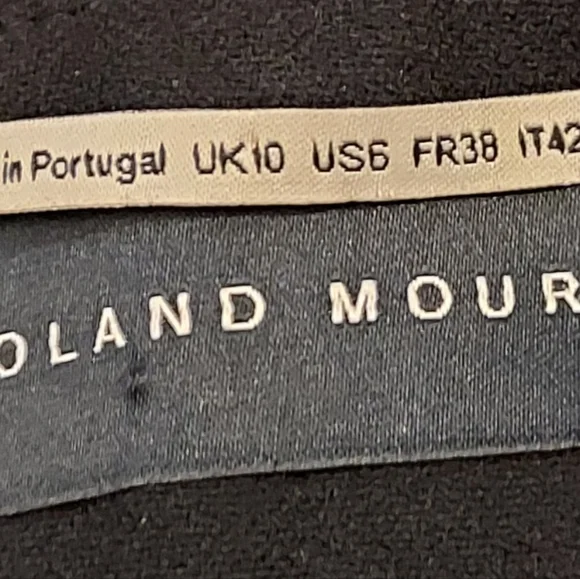 in Portugal UK10 US6 FR38 IT42
OLAND MOUR